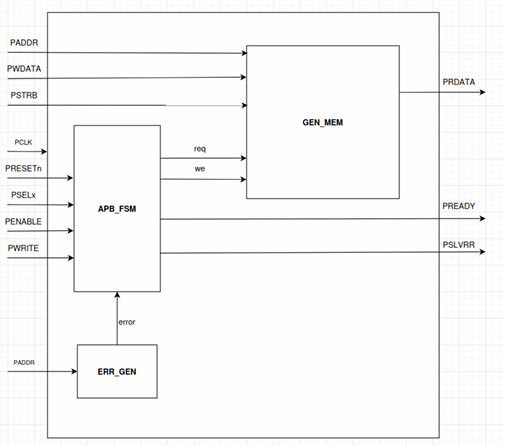 PADDR
PWDATA
PSTRB
PRDATA
GEN_MEM
PCLK
req
PRESETn
we
PSELx
APB_FSM
PREADY
PENABLE
PWRITE
PSLVRR
error
PADDR
ERR_GEN